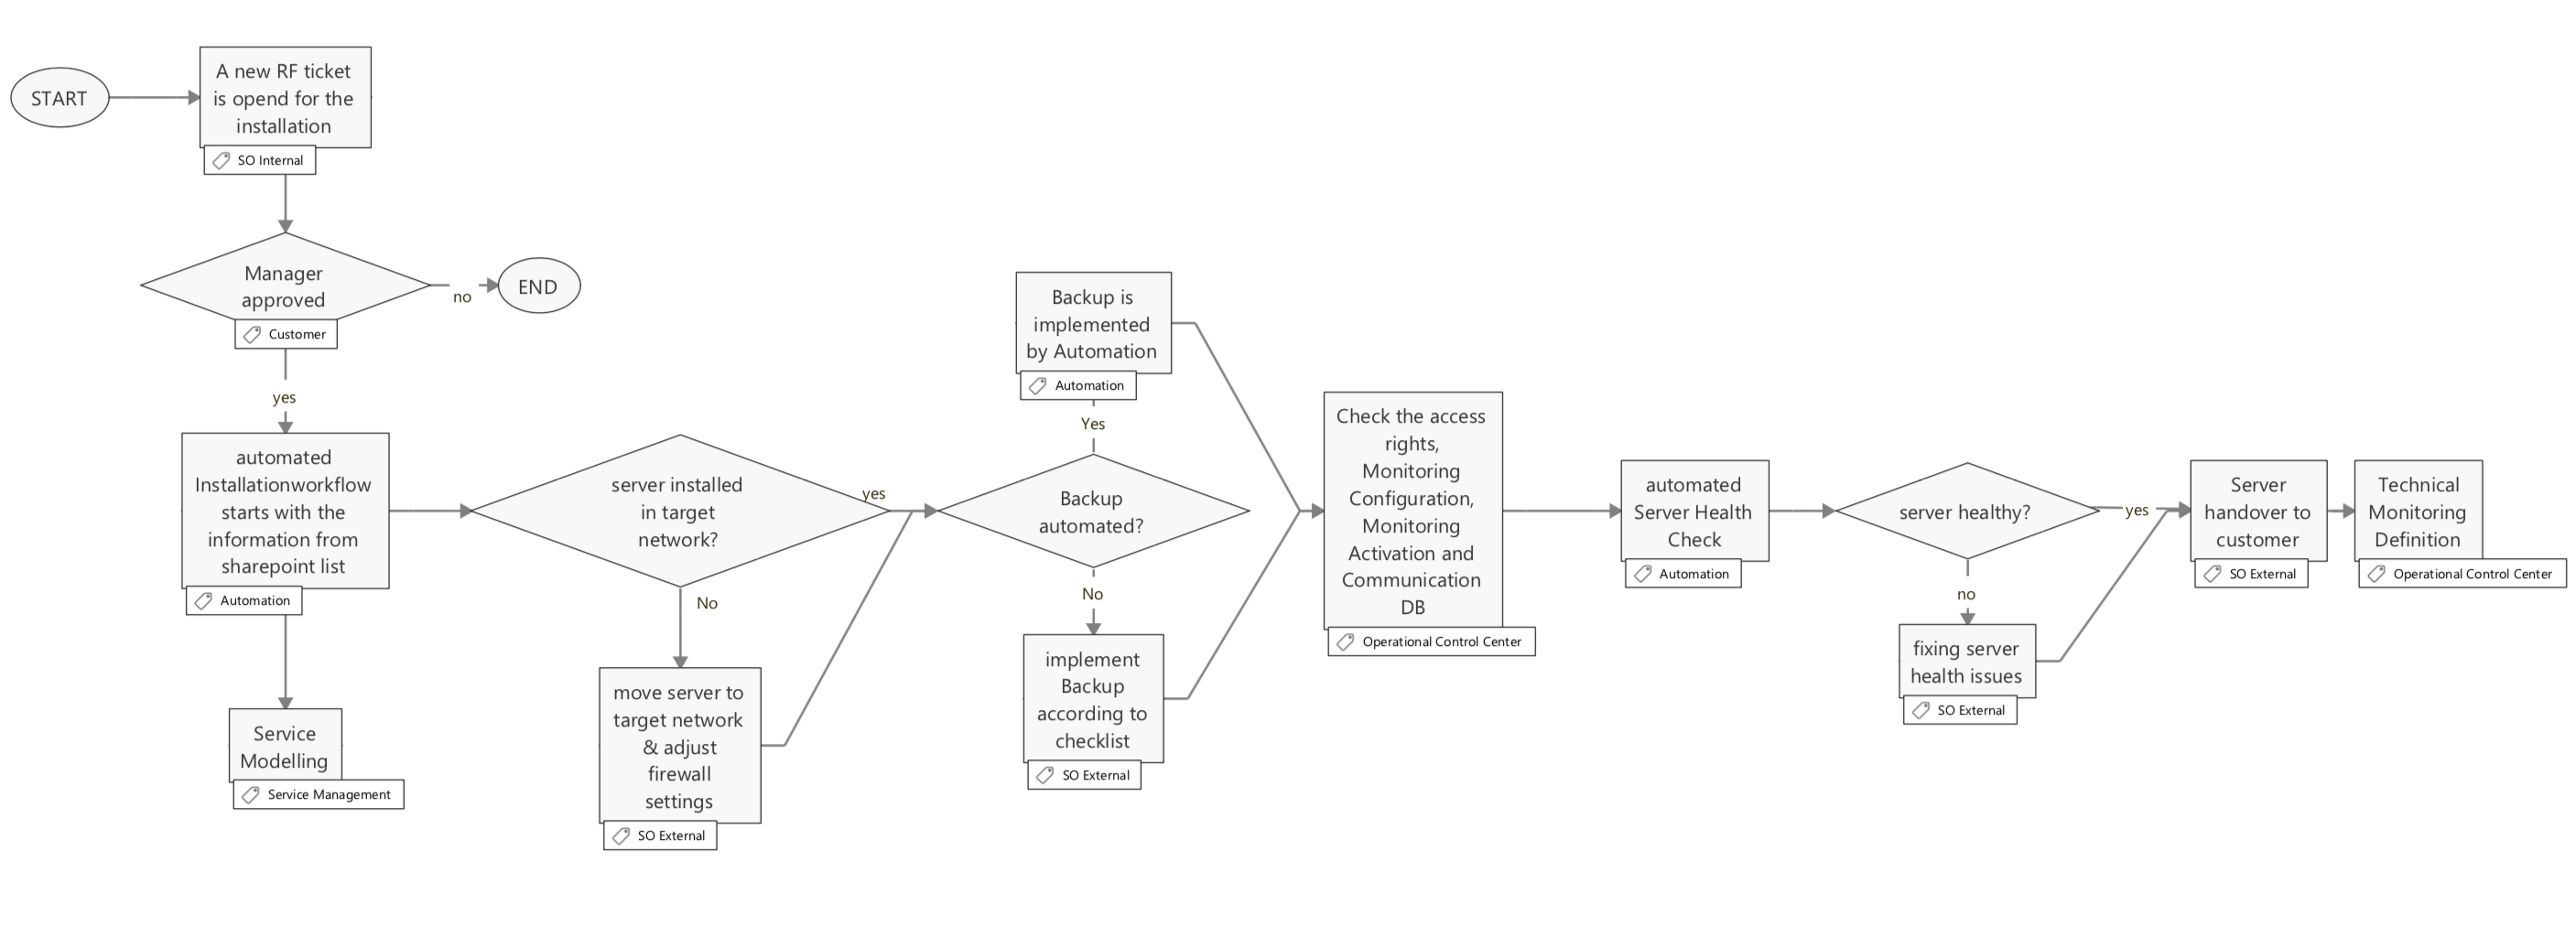 START
A new RF ticket
is opend for the
installation
SO Internal
Manager
approved
Customer
no
END
yes
automated
Installationworkflow
starts with the
information from
sharepoint list
Automation
Service
Modelling
Service Management
server installed
in target
network?
yes
No
move server to
target network
& adjust
firewall
settings
SO External
Backup is
implemented
by Automation
Automation
Yes
Backup
automated?
No
implement
Backup
according to
checklist
SO External
Check the access
rights,
Monitoring
Configuration,
Monitoring
Activation and
Communication
DB
Operational Control Center
automated
Server Health
Check
Automation
server healthy?
yes
no
fixing server
health issues
SO External
Server
handover to
customer
SO External
Technical
Monitoring
Definition
Operational Control Center